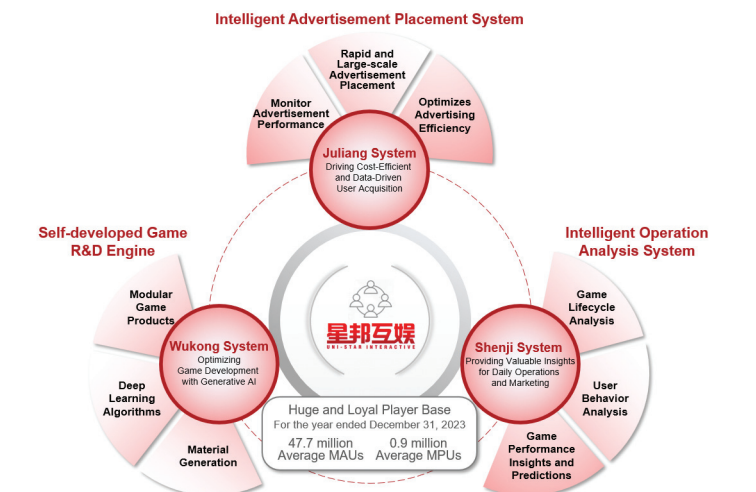 Intelligent Advertisement Placement System
Rapid and
Large-scale
Advertisement
Placement
Monitor
Advertisement
Performance
Optimizes
Advertising
Efficiency
Juliang System
Driving Cost-Efficient
and Data-Driven
User Acquisition
Self-developed Game
R&D Engine
Modular
Game
Products
Deep
Learning
Algorithms
Material
Generation
Wukong System
Optimizing
Game Development
with Generative AI
星邦互娱
UNI-STAR INTERACTIVE
Intelligent Operation
Analysis System
Shenji System
Providing Valuable Insights
for Daily Operations
and Marketing
Game
Lifecycle
Analysis
User
Behavior
Analysis
Game
Performance
Insights and
Predictions
Huge and Loyal Player Base
For the year ended December 31, 2023
47.7 million
Average MAUs
0.9 million
Average MPUs